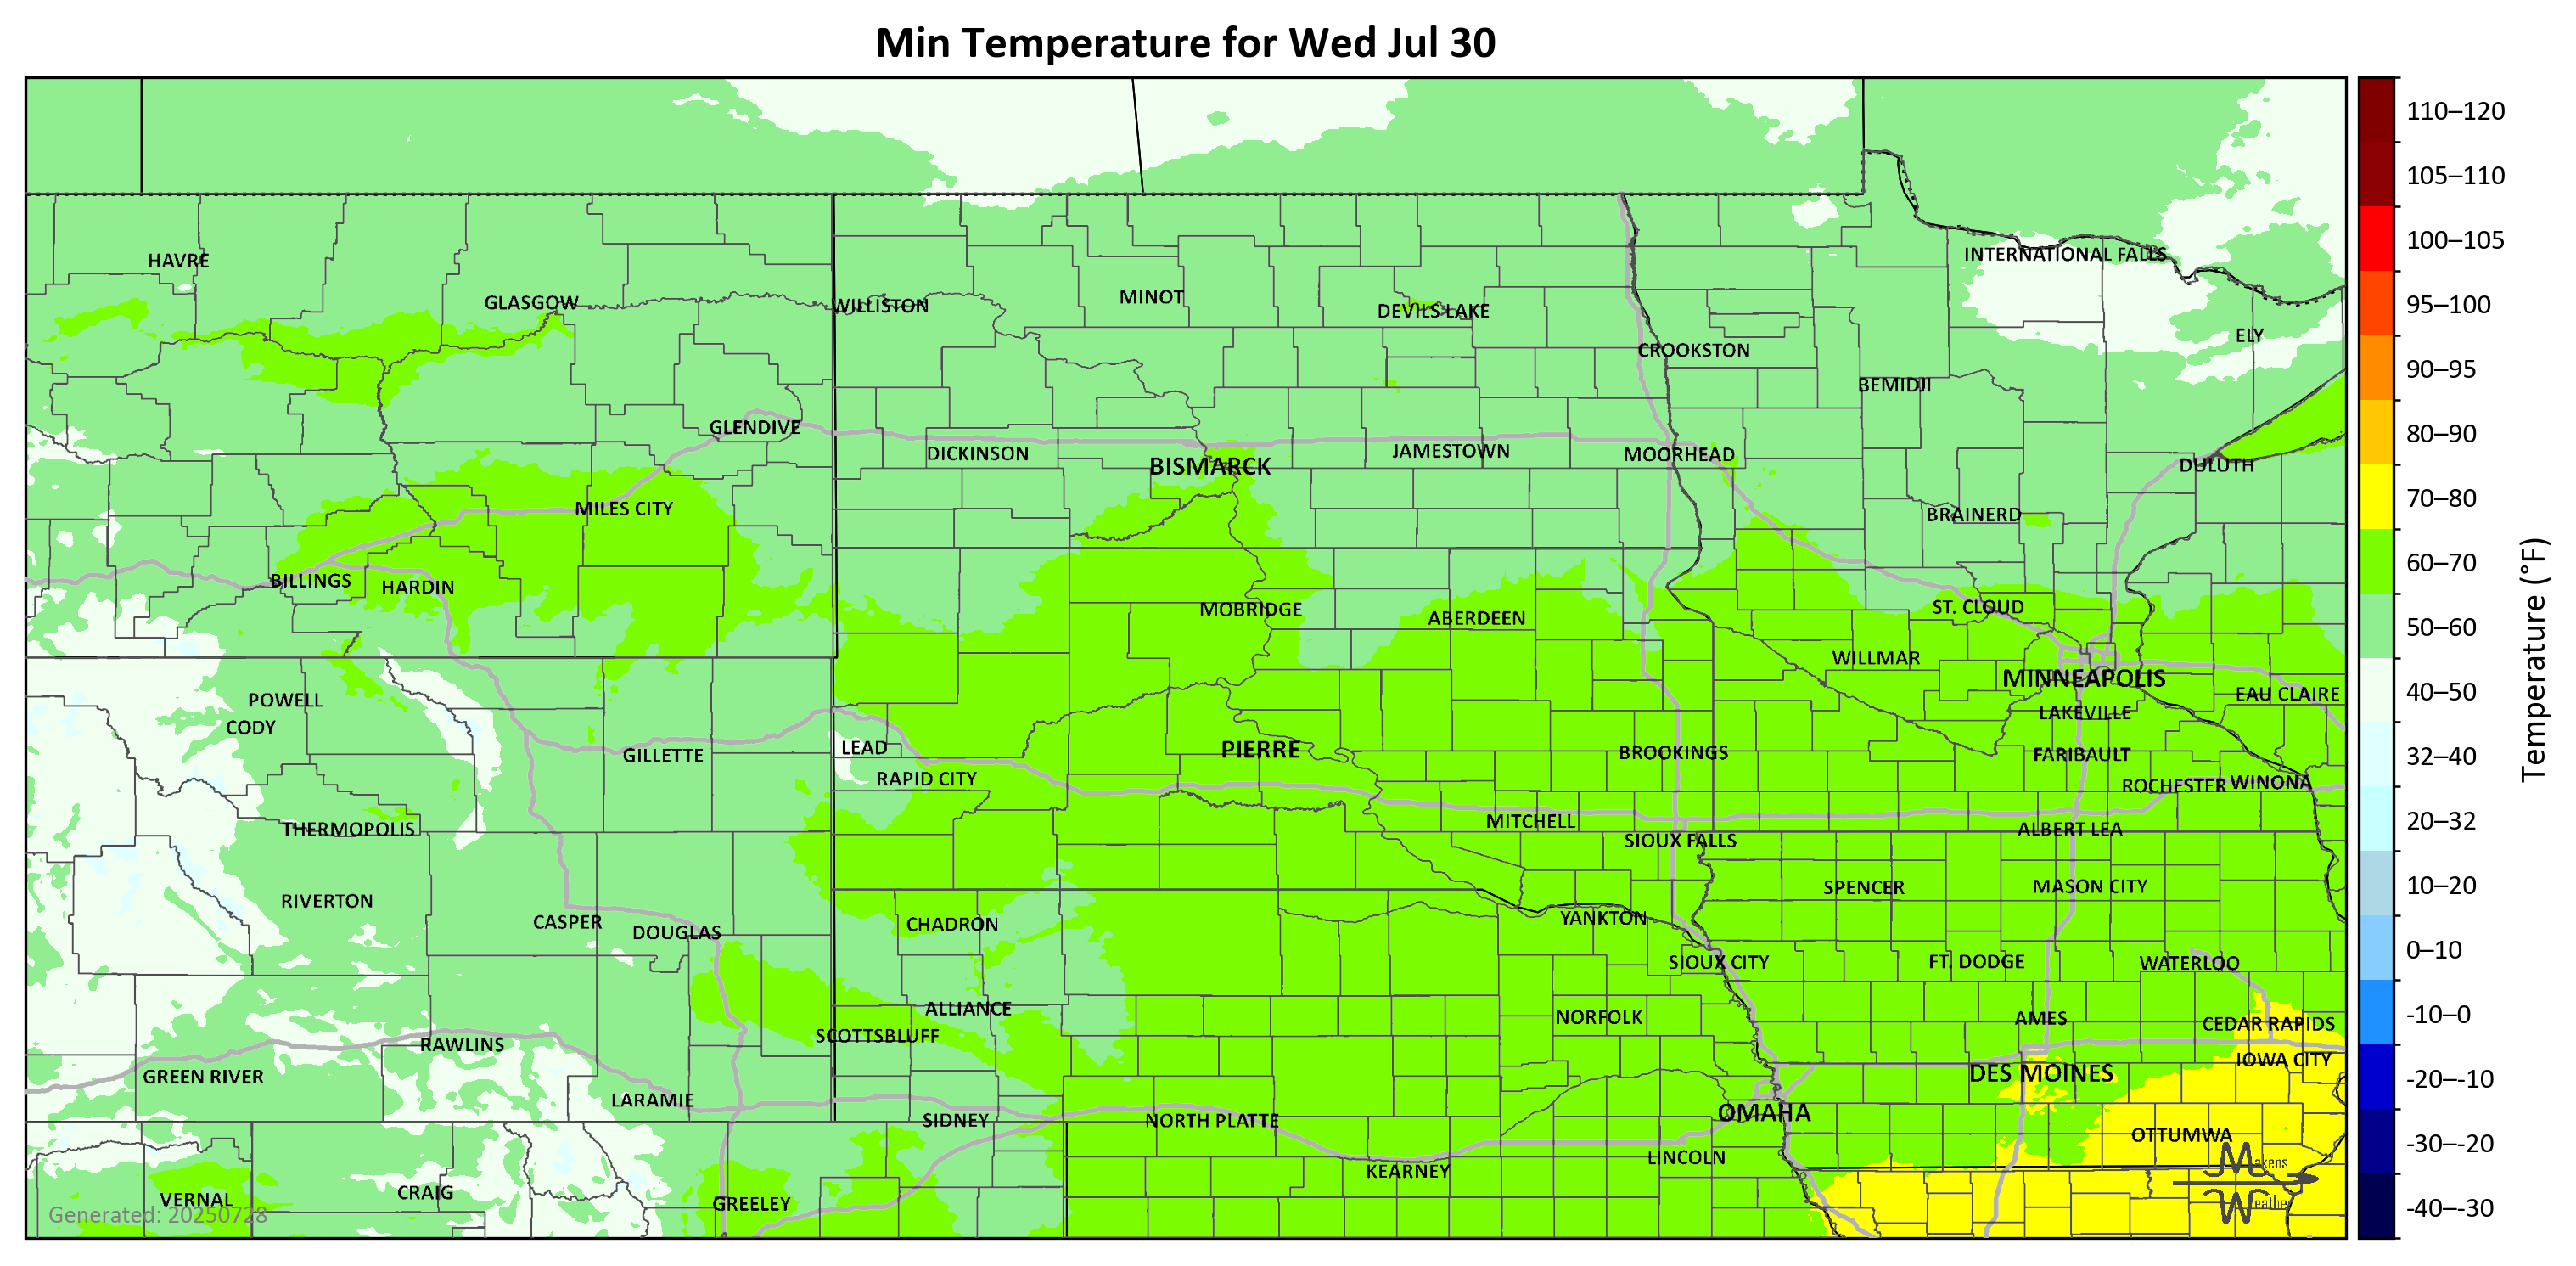 Min Temperature for Wed Jul 30
110–120
105–110
100–105
95–100
90–95
80–90
70–80
60–70
50–60
40–50
32–40
20–32
10–20
0–10
-10–0
-20–-10
-30–-20
-40–-30
Temperature (°F)
HAVRE
GLASGOW
WILLISTON
MINOT
DEVILS LAKE
INTERNATIONAL FALLS
ELY
CROOKSTON
BEMIDJI
GLENDIVE
DICKINSON
BISMARCK
JAMESTOWN
MOORHEAD
DULUTH
MILES CITY
BRAINERD
BILLINGS
HARDIN
MOBRIDGE
ABERDEEN
ST. CLOUD
WILLMAR
MINNEAPOLIS
EAU CLAIRE
POWELL
CODY
LAKEVILLE
GILLETTE
LEAD
PIERRE
BROOKINGS
FARIBAULT
RAPID CITY
ROCHESTER
WINONA
THERMOPOLIS
MITCHELL
SIOUX FALLS
ALBERT LEA
RIVERTON
SPENCER
MASON CITY
CASPER
DOUGLAS
CHADRON
YANKTON
SIOUX CITY
FT. DODGE
WATERLOO
ALLIANCE
SCOTTSBLUFF
NORFOLK
AMES
CEDAR RAPIDS
RAWLINS
IOWA CITY
GREEN RIVER
DES MOINES
LARAMIE
SIDNEY
NORTH PLATTE
OMAHA
OTTUMWA
LINCOLN
KEARNEY
VERNAL
CRAIG
GREELEY
Makens
Weather
Generated: 20250728